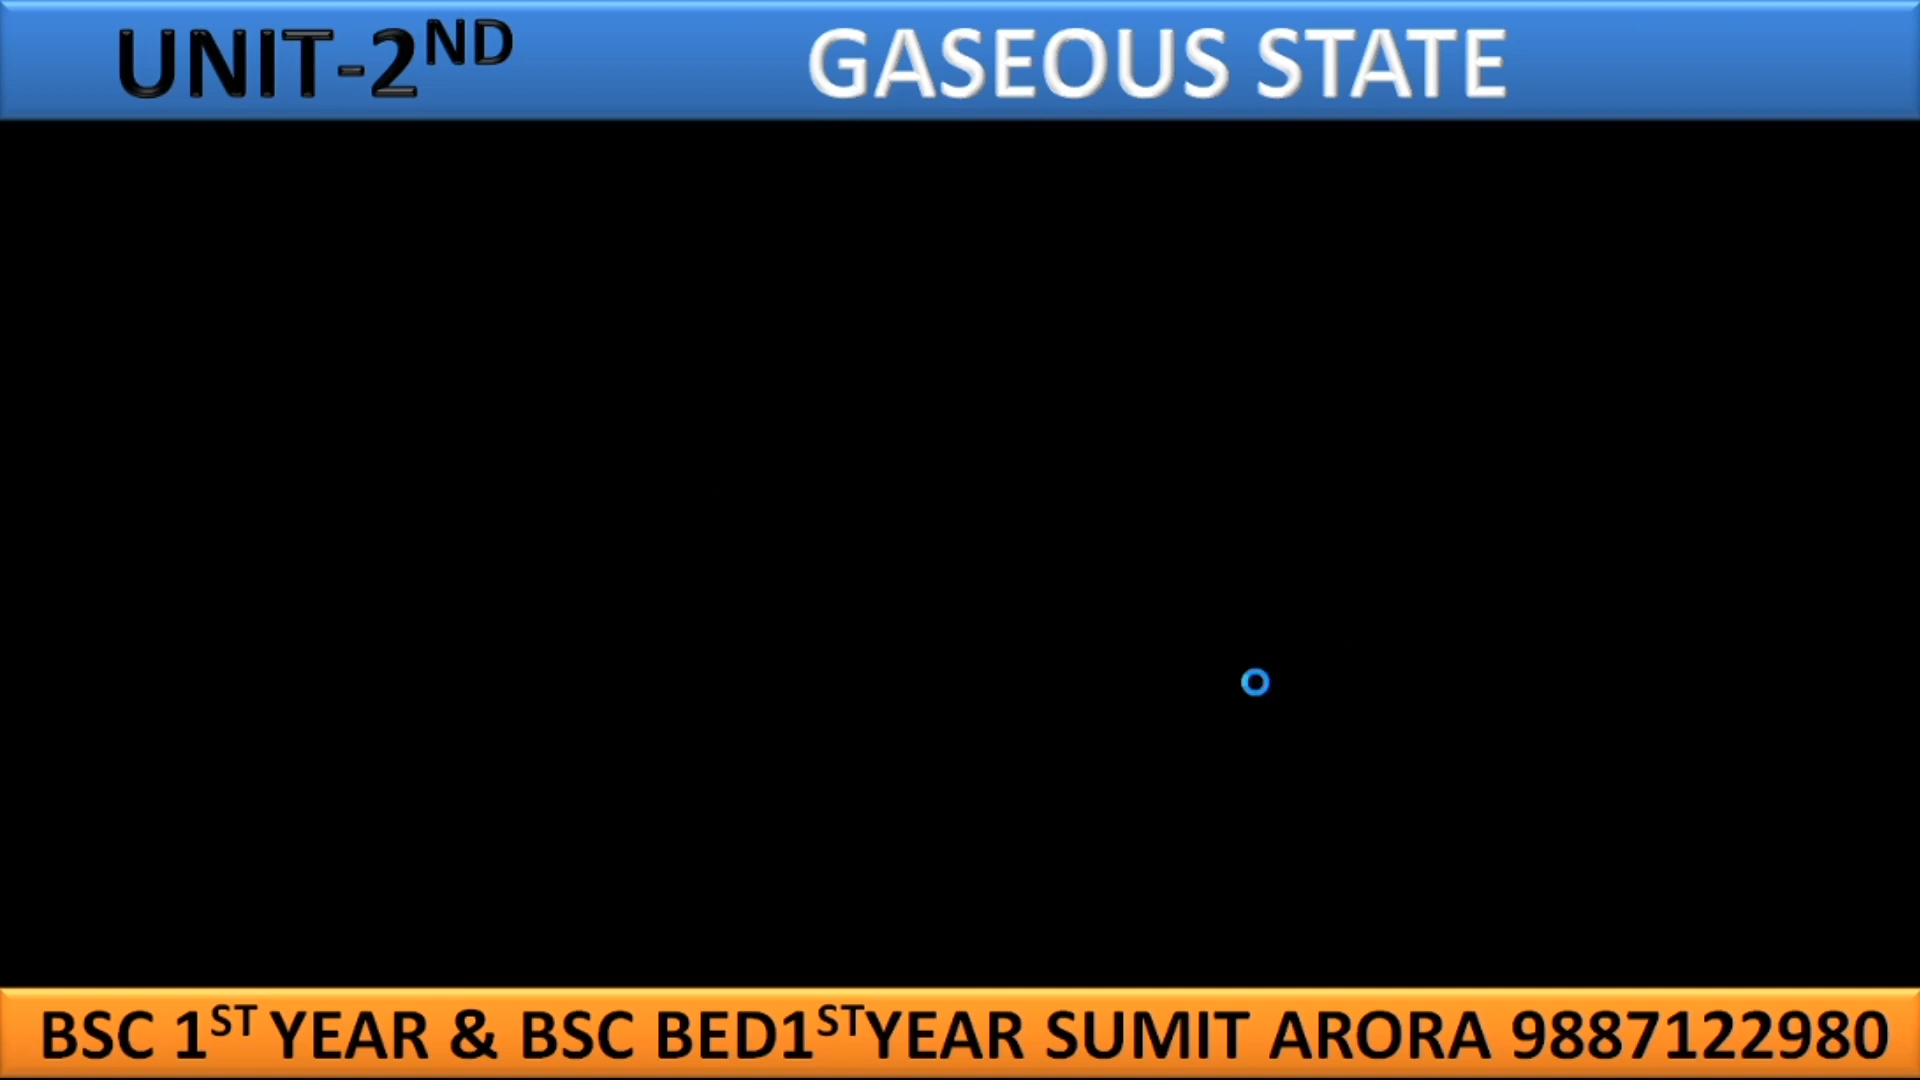 UNIT-2ND GASEOUS STATE
BSC 1ST YEAR & BSC BED1STYEAR SUMIT ARORA 9887122980